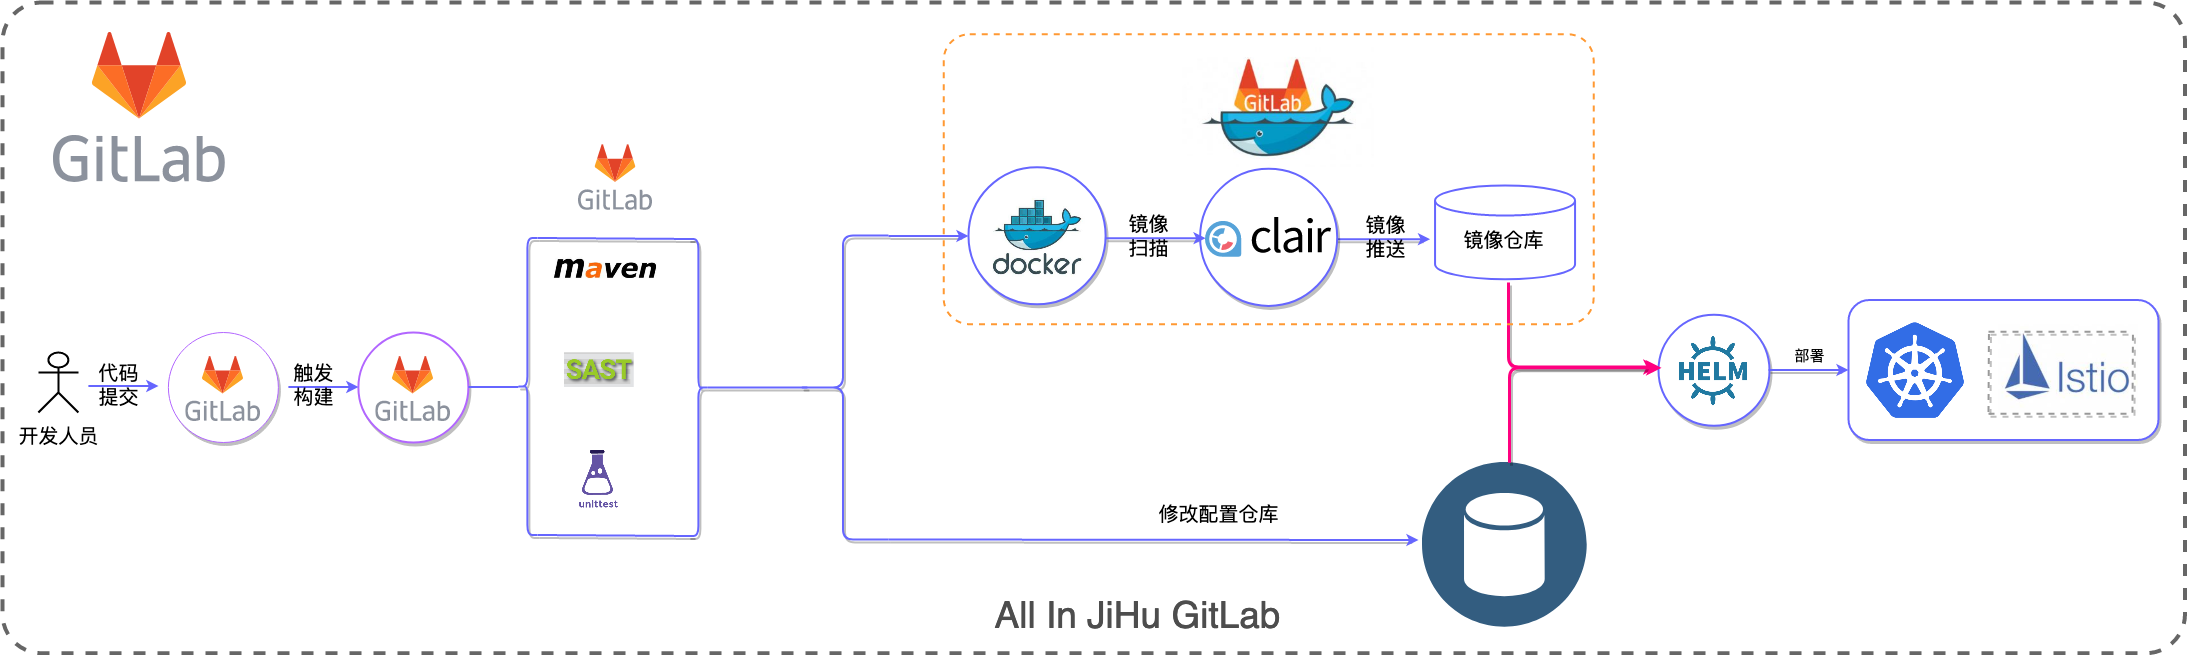 GitLab
GitLab
GitLab
maven
SAST
unittest
开发人员
代码
提交
GitLab
触发
构建
GitLab
docker
镜像
扫描
clair
镜像
推送
镜像仓库
修改配置仓库
HELM
部署
Istio
All In JiHu GitLab